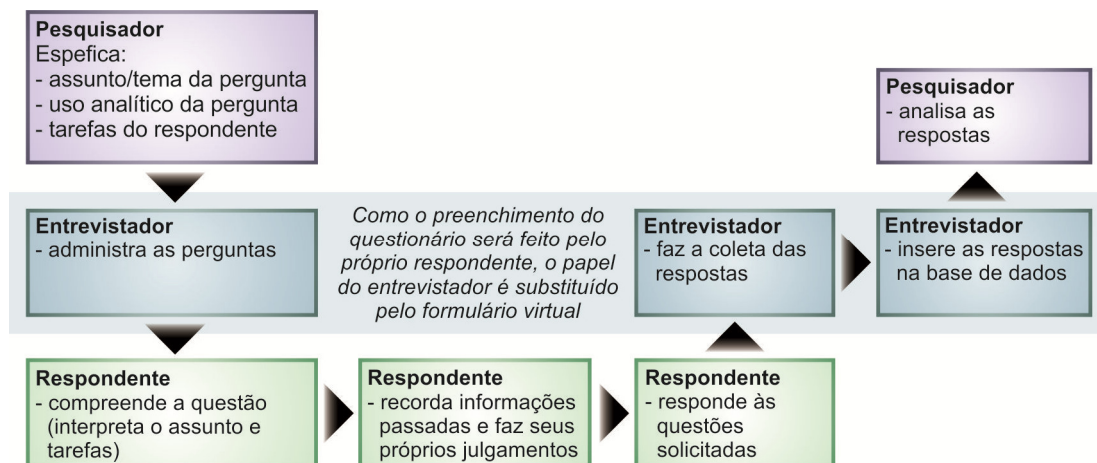 Pesquisador
Espefica:
- assunto/tema da pergunta
- uso analítico da pergunta
- tarefas do respondente
Entrevistador
- administra as perguntas
Como o preenchimento do
questionário será feito pelo
próprio respondente, o papel
do entrevistador é substituído
pelo formulário virtual
Respondente
- compreende a questão
(interpreta o assunto e
tarefas)
Respondente
- recorda informações
passadas e faz seus
próprios julgamentos
Respondente
- responde às
questões
solicitadas
Entrevistador
- faz a coleta das
respostas
Entrevistador
- insere as respostas
na base de dados
Pesquisador
- analisa as
respostas